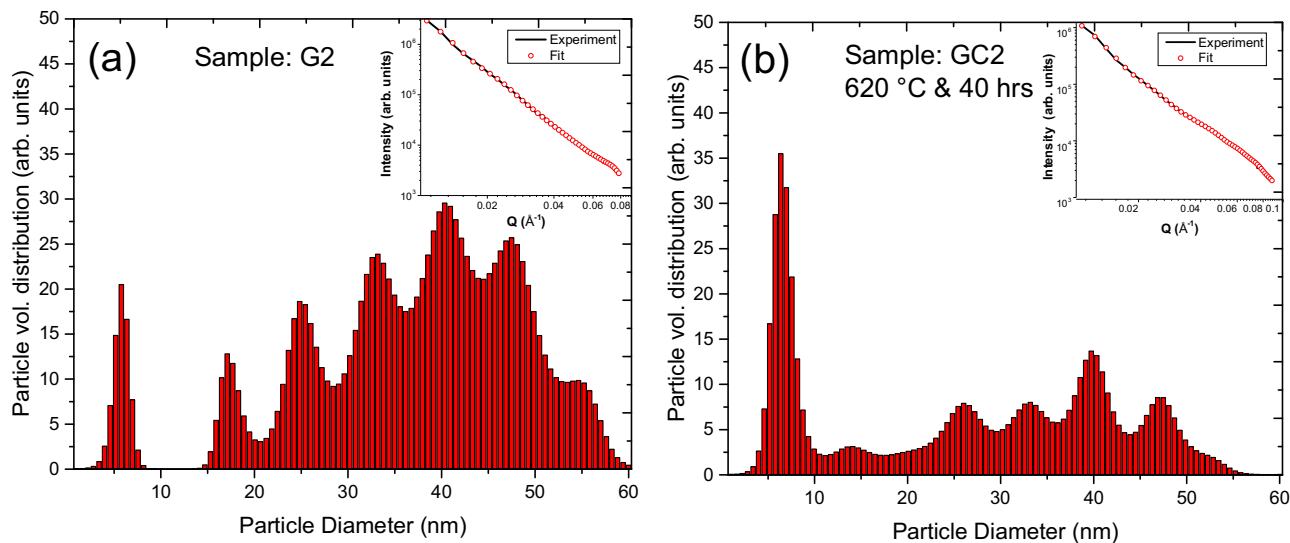 (a)
Sample: G2
Particle vol. distribution (arb. units)
50
45
40
35
30
25
20
15
10
5
0
10 20 30 40 50 60
Particle Diameter (nm)
Experiment
Fit
Intensity (arb. units)
10^6
10^5
10^4
10^3
0.02 0.04 0.06 0.08
Q (Å⁻¹)
(b)
Sample: GC2
620 °C & 40 hrs
Particle vol. distribution (arb. units)
50
45
40
35
30
25
20
15
10
5
0
10 20 30 40 50 60
Particle Diameter (nm)
Experiment
Fit
Intensity (arb. units)
10^6
10^5
10^4
10^3
0.02 0.04 0.06 0.08 0.1
Q (Å⁻¹)